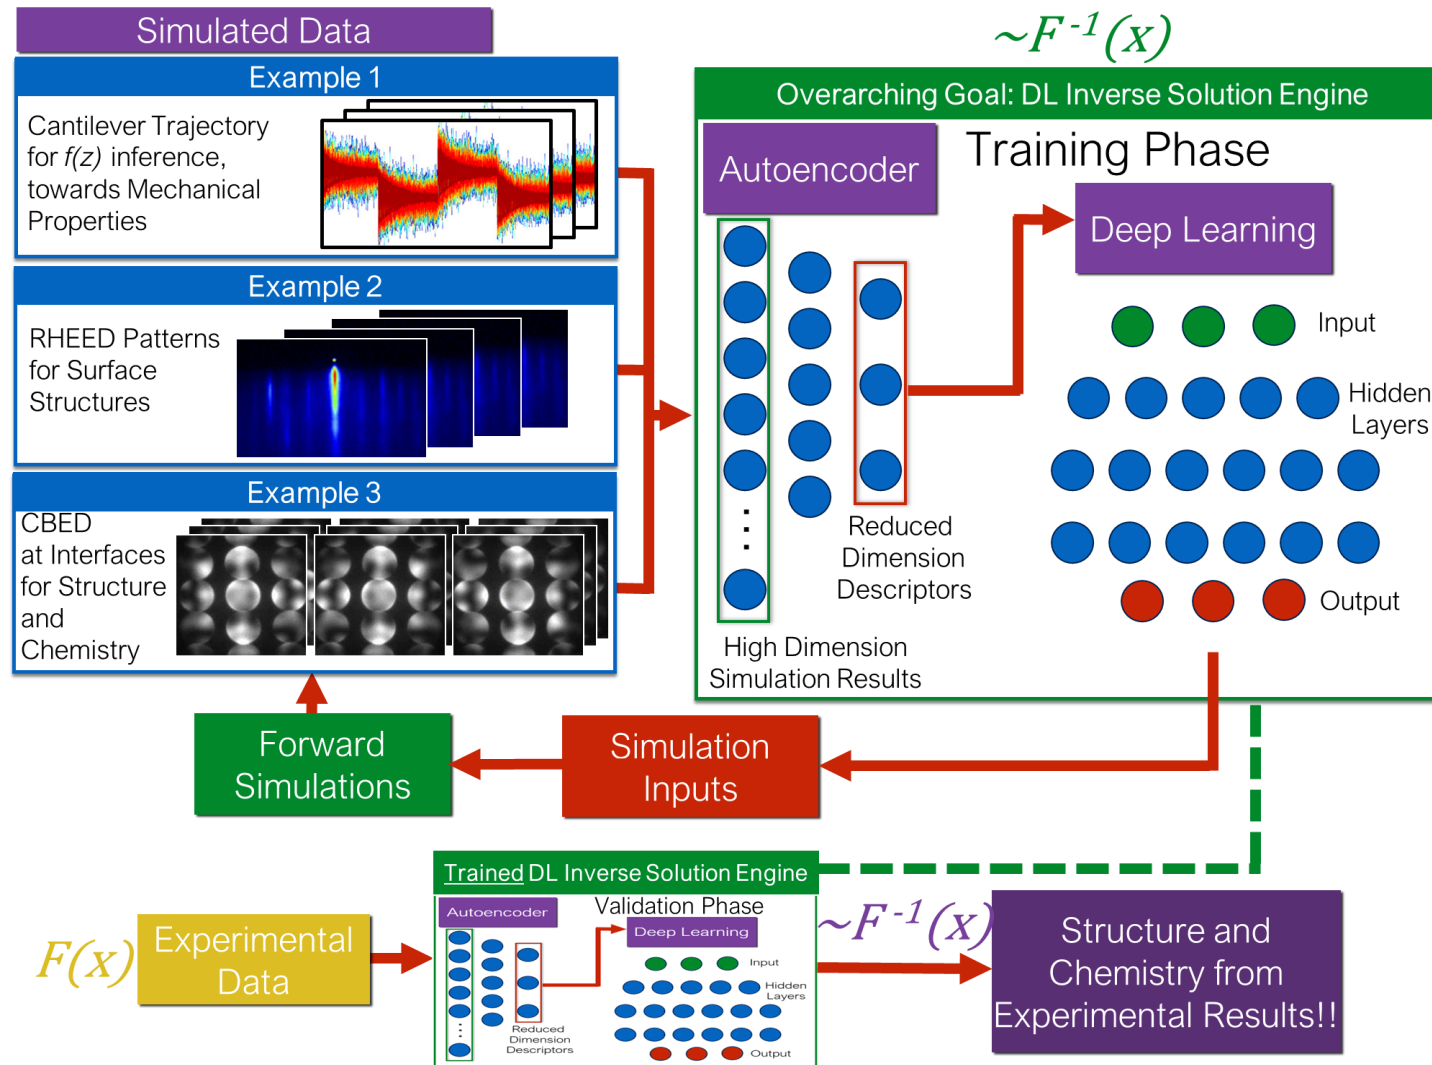 Simulated Data
Example 1
Cantilever Trajectory
for f(z) inference,
towards Mechanical
Properties
Example 2
RHEED Patterns
for Surface
Structures
Example 3
CBED
at Interfaces
for Structure
and
Chemistry
~F⁻¹(x)
Overarching Goal: DL Inverse Solution Engine
Training Phase
Autoencoder
Deep Learning
Input
Hidden
Layers
Output
Reduced
Dimension
Descriptors
High Dimension
Simulation Results
Forward
Simulations
Simulation
Inputs
F(x)
Experimental
Data
Trained DL Inverse Solution Engine
Validation Phase
Autoencoder
Deep Learning
Input
Hidden
Layers
Output
Reduced
Dimension
Descriptors
~F⁻¹(x)
Structure and
Chemistry from
Experimental Results!!